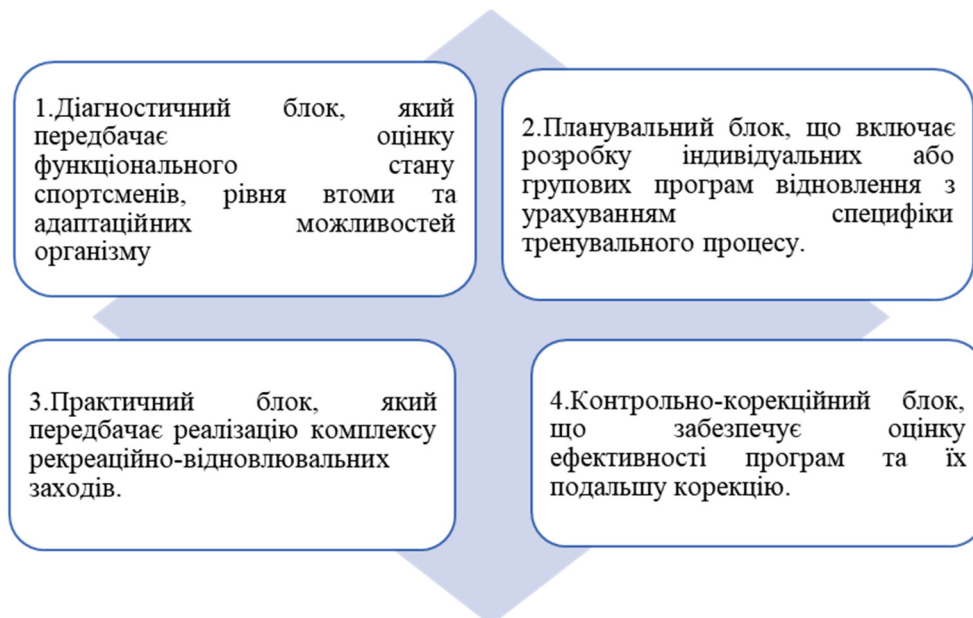 1.Діагностичний блок, який
передбачає оцінку
функціонального стану
спортсменів, рівня втоми та
адаптаційних можливостей
організму
2.Планувальний блок, що включає
розробку індивідуальних або
групових програм відновлення з
урахуванням специфіки
тренувального процесу.
3.Практичний блок, який
передбачає реалізацію комплексу
рекреаційно-відновлювальних
заходів.
4.Контрольно-корекційний блок,
що забезпечує оцінку
ефективності програм та їх
подальшу корекцію.